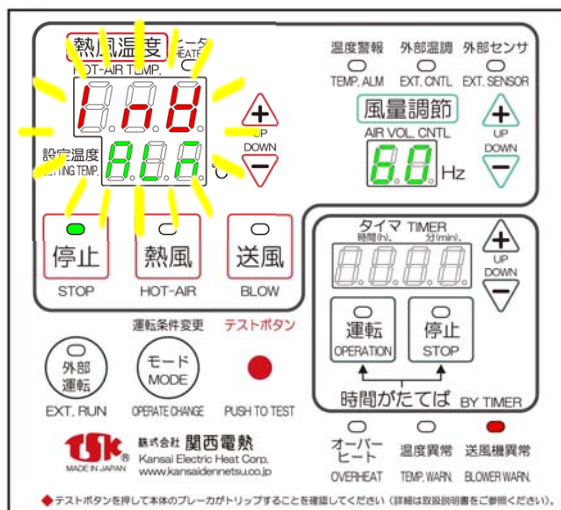 熱風温度 ヒータ
HOT-AIR TEMP. HEATER
InV
設定温度
SETTING TEMP.
ALn ℃
UP
DOWN
停止
STOP
熱風
HOT-AIR
送風
BLOW
温度警報 外部温調 外部センサ
TEMP. ALM EXT. CNTL EXT. SENSOR
風量調節
AIR VOL. CNTL
60 Hz
UP
DOWN
タイマ TIMER
時間(h). 分(min).
UP
DOWN
運転
OPERATION
停止
STOP
時間がたてば BY TIMER
外部
運転
EXT. RUN
運転条件変更
モード
MODE
OPERATE CHANGE
テストボタン
PUSH TO TEST
TSK ®
MADE IN JAPAN
株式会社 関西電熱
Kansai Electric Heat Corp.
www.kansaidennetsu.co.jp
オーバー
ヒート
OVERHEAT
温度異常
TEMP. WARN.
送風機異常
BLOWER WARN.
◆テストボタンを押して本体のブレーカがトリップすることを確認してください（詳細は取扱説明書をご参照ください）。